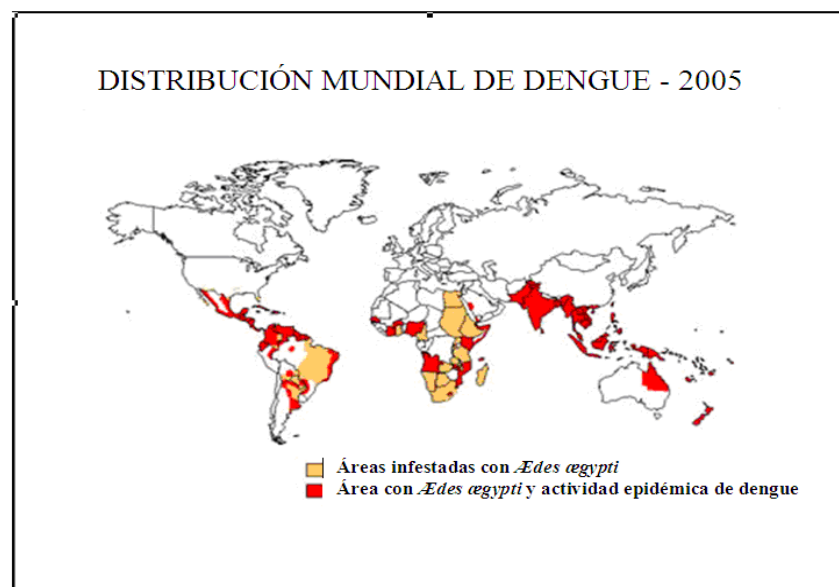 DISTRIBUCIÓN MUNDIAL DE DENGUE - 2005
Áreas infestadas con Ædes ægypti
Área con Ædes ægypti y actividad epidémica de dengue